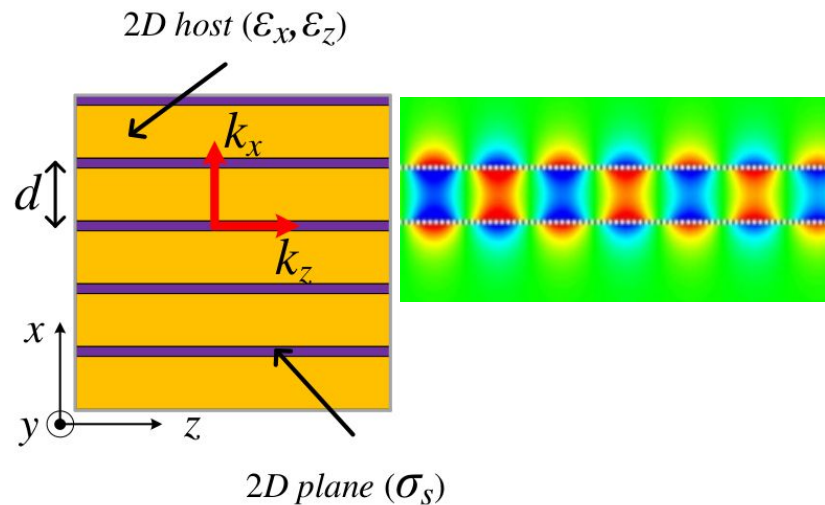 2D host (εx, εz)
kx
d
kz
x
y
z
2D plane (σs)